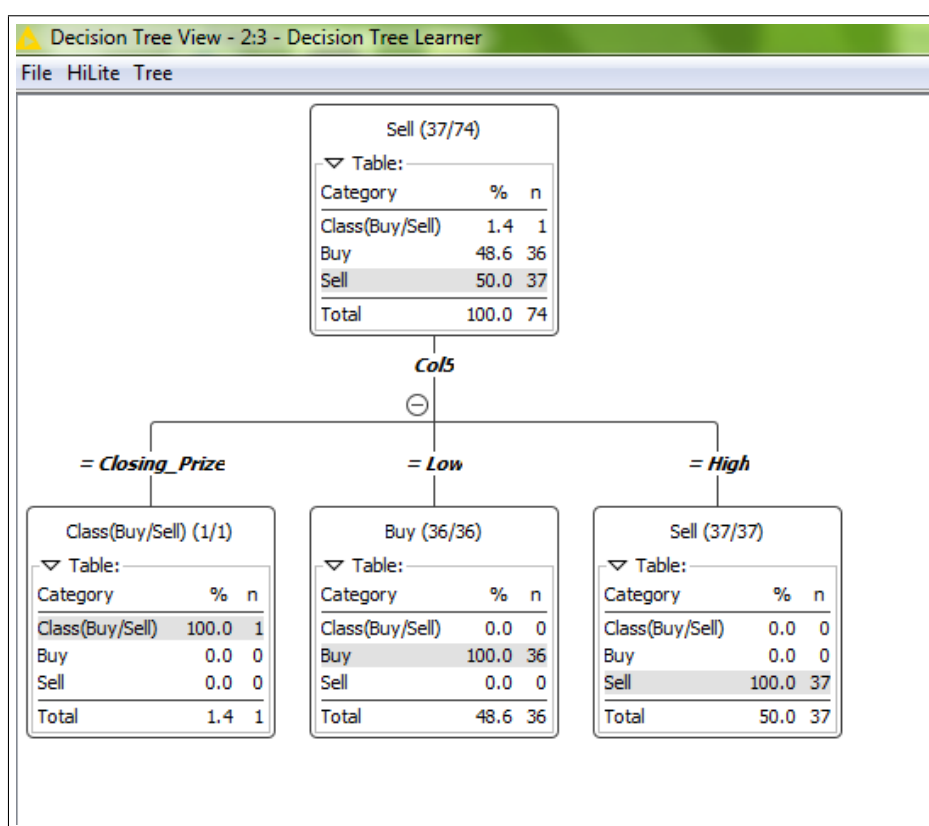 Decision Tree View - 2:3 - Decision Tree Learner
File HiLite Tree
Sell (37/74)
Table:
Category % n
Class(Buy/Sell) 1.4 1
Buy 48.6 36
Sell 50.0 37
Total 100.0 74
Col5
= Closing_Prize
= Low
= High
Class(Buy/Sell) (1/1)
Table:
Category % n
Class(Buy/Sell) 100.0 1
Buy 0.0 0
Sell 0.0 0
Total 1.4 1
Buy (36/36)
Table:
Category % n
Class(Buy/Sell) 0.0 0
Buy 100.0 36
Sell 0.0 0
Total 48.6 36
Sell (37/37)
Table:
Category % n
Class(Buy/Sell) 0.0 0
Buy 0.0 0
Sell 100.0 37
Total 50.0 37